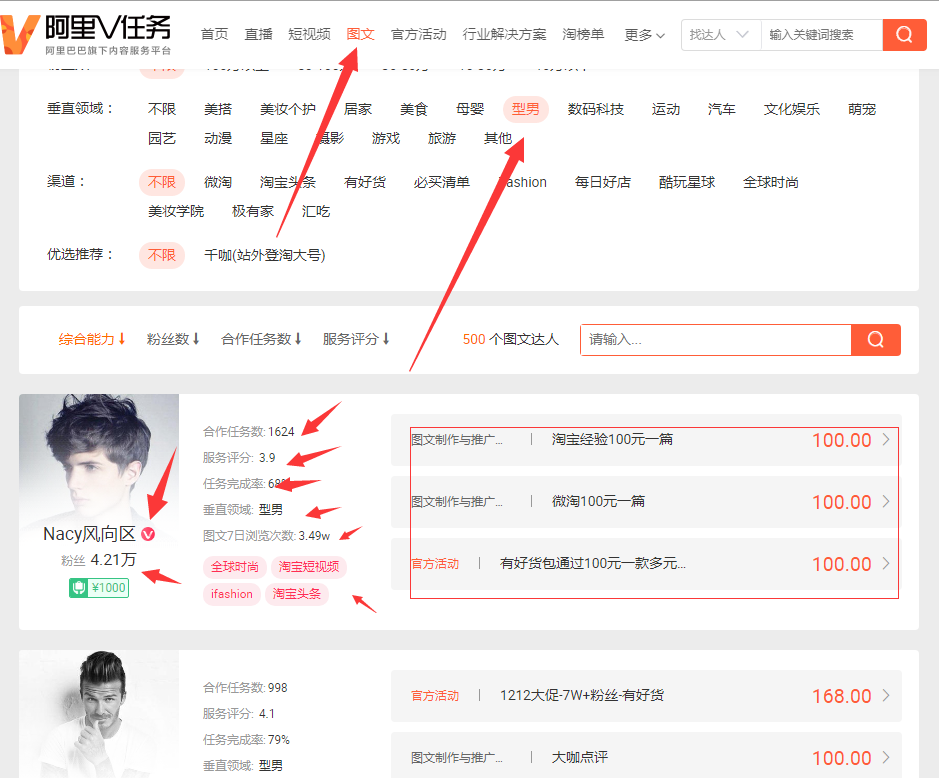 阿里V任务
阿里巴巴旗下内容服务平台
首页 直播 短视频 图文 官方活动 行业解决方案 淘榜单 更多 找达人 输入关键词搜索
垂直领域： 不限 美搭 美妆个护 居家 美食 母婴 型男 数码科技 运动 汽车 文化娱乐 萌宠
园艺 动漫 星座 摄影 游戏 旅游 其他
渠道： 不限 微淘 淘宝头条 有好货 必买清单 ifashion 每日好店 酷玩星球 全球时尚
美妆学院 极有家 汇吃
优选推荐： 不限 千咖(站外登淘大号)
综合能力 粉丝数 合作任务数 服务评分 500 个图文达人 请输入...
合作任务数: 1624
服务评分: 3.9
任务完成率:
垂直领域: 型男
图文7日浏览次数: 3.49w
全球时尚 淘宝短视频
ifashion 淘宝头条
Nacy风向区
粉丝 4.21万
¥1000
图文制作与推广... | 淘宝经验100元一篇 100.00
图文制作与推广... | 微淘100元一篇 100.00
官方活动 | 有好货包通过100元一款多元... 100.00
合作任务数: 998
服务评分: 4.1
任务完成率: 79%
垂直领域: 型男
官方活动 | 1212大促-7W+粉丝-有好货 168.00
图文制作与推广... | 大咖点评 100.00